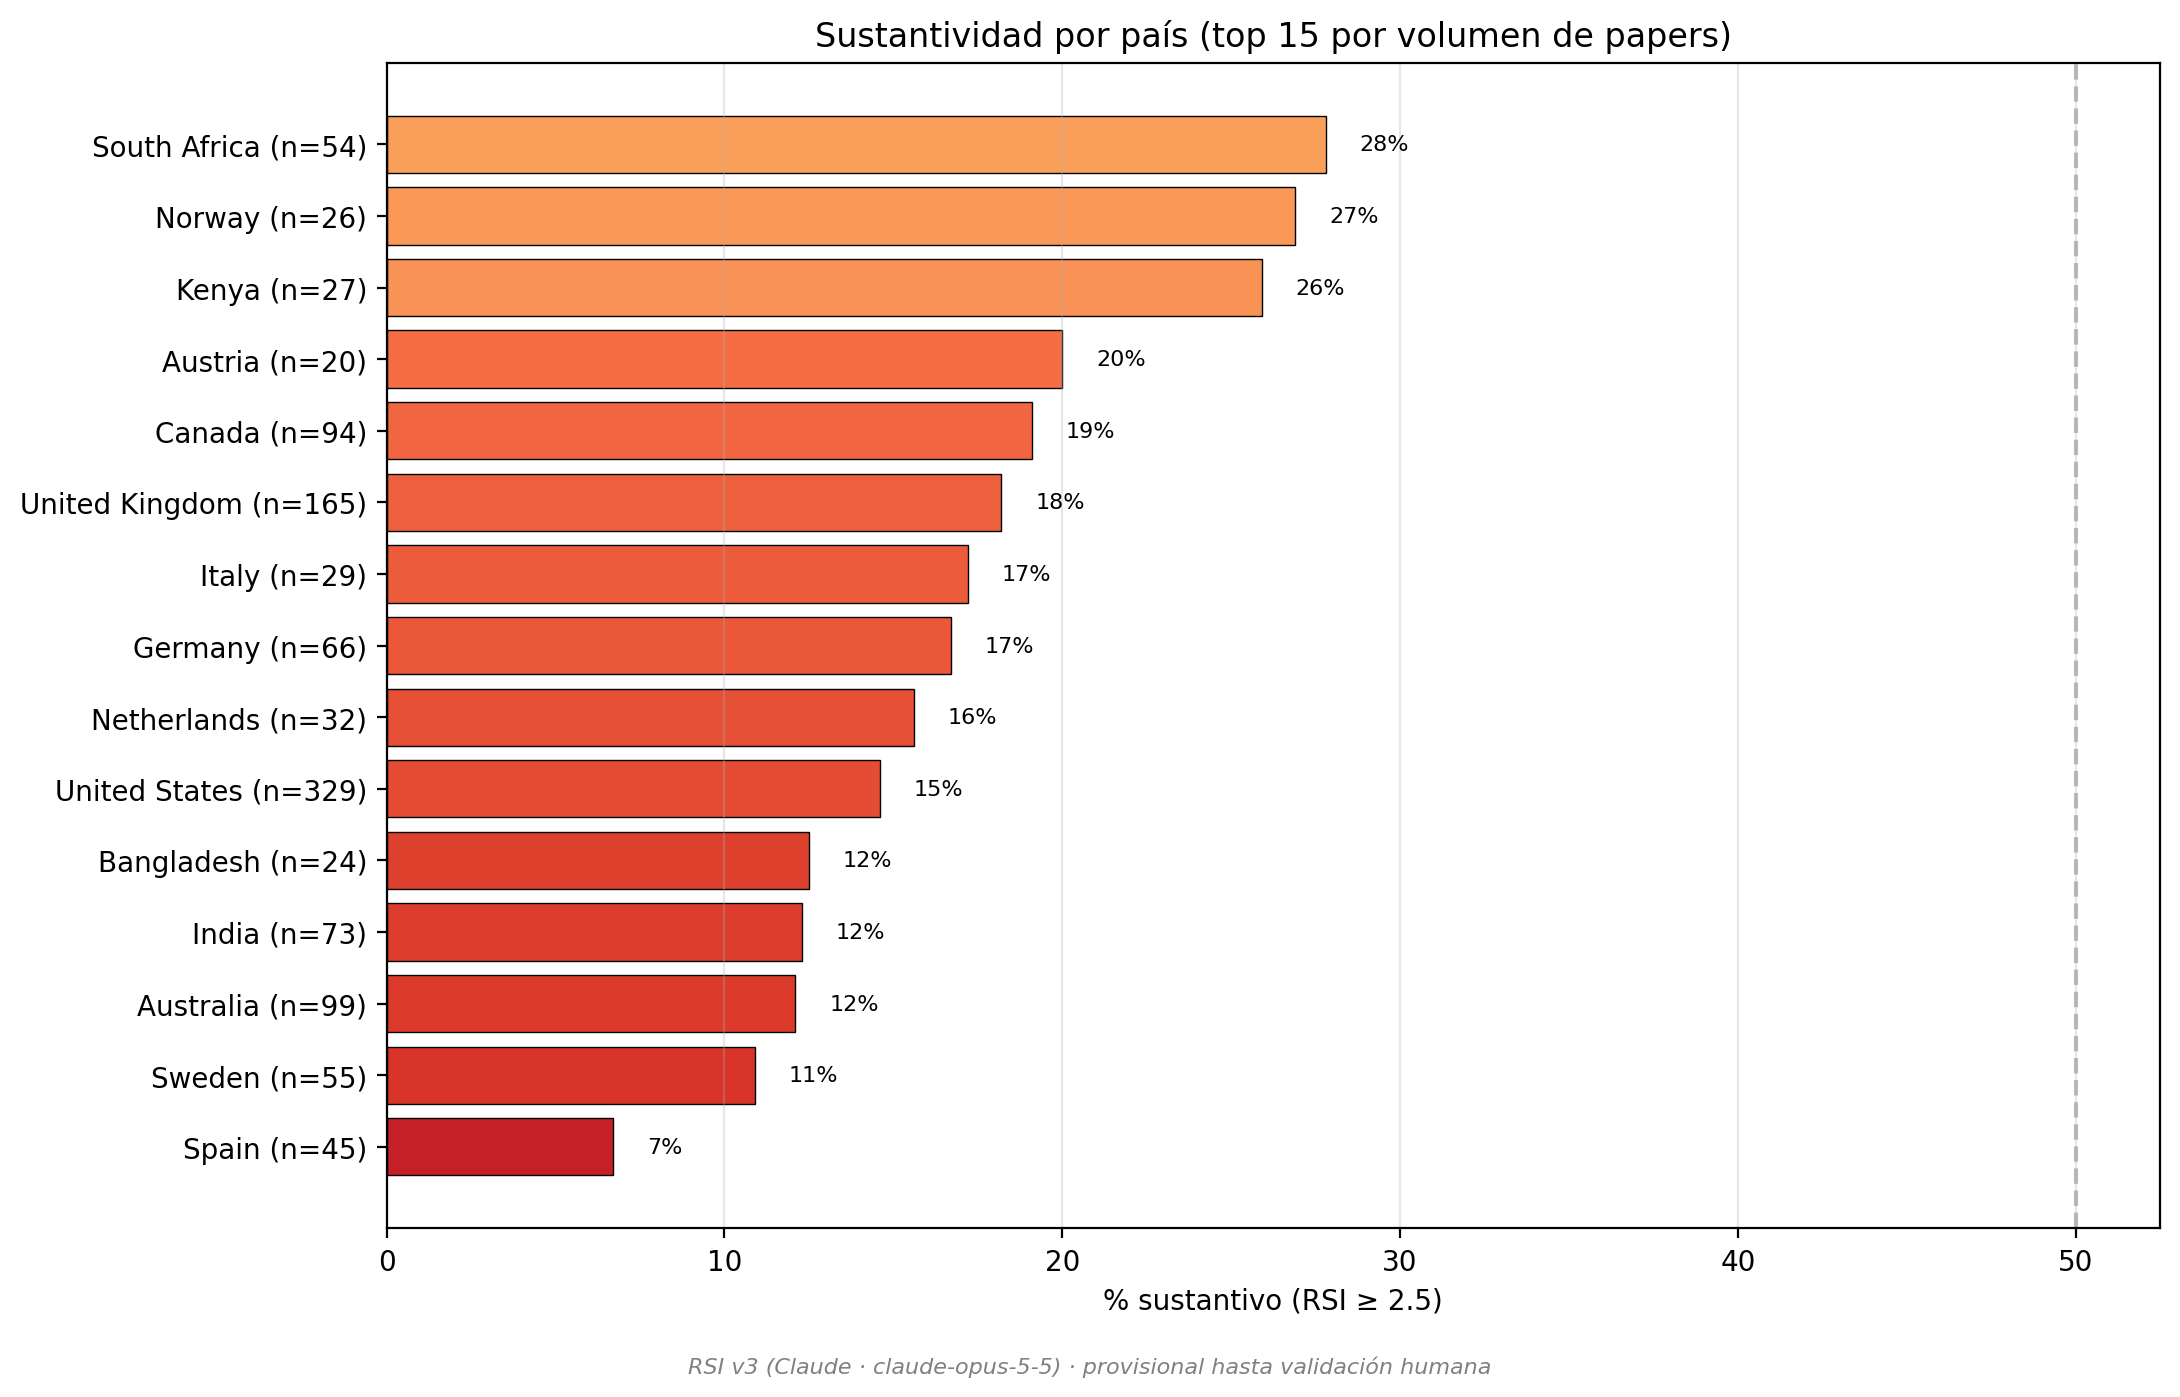 Sustantividad por país (top 15 por volumen de papers)
South Africa (n=54) 28%
Norway (n=26) 27%
Kenya (n=27) 26%
Austria (n=20) 20%
Canada (n=94) 19%
United Kingdom (n=165) 18%
Italy (n=29) 17%
Germany (n=66) 17%
Netherlands (n=32) 16%
United States (n=329) 15%
Bangladesh (n=24) 12%
India (n=73) 12%
Australia (n=99) 12%
Sweden (n=55) 11%
Spain (n=45) 7%
0 10 20 30 40 50
% sustantivo (RSI ≥ 2.5)
RSI v3 (Claude · claude-opus-5-5) · provisional hasta validación humana